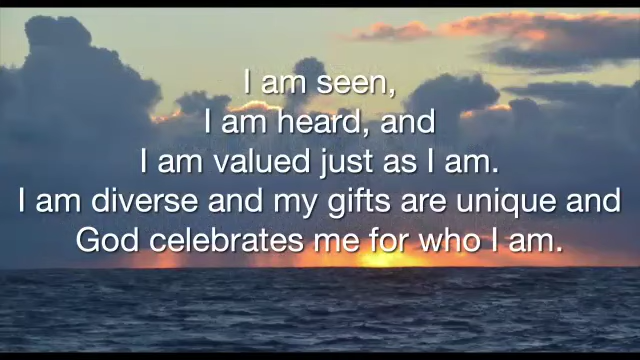 I am seen,
I am heard, and
I am valued just as I am.
I am diverse and my gifts are unique and
God celebrates me for who I am.